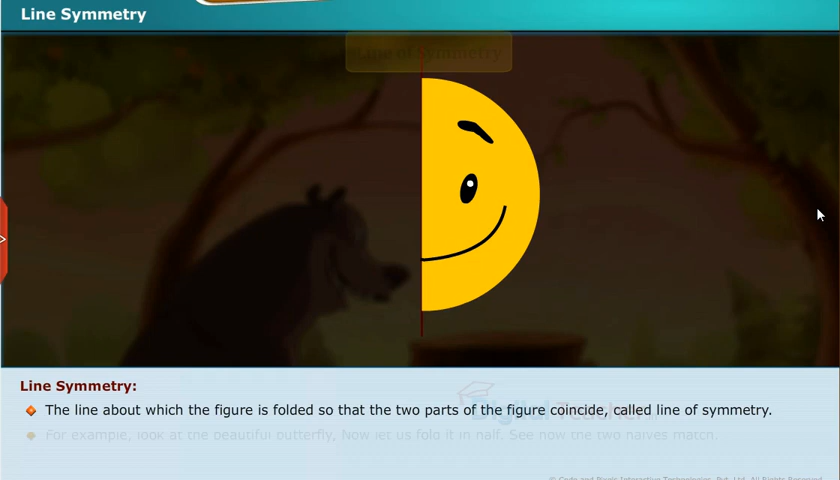 Line Symmetry
Line of Symmetry
Line Symmetry:
The line about which the figure is folded so that the two parts of the figure coincide, called line of symmetry.
For example, look at the beautiful butterfly, Now let us fold it in half. See now the two halves match.
Digital Teacher